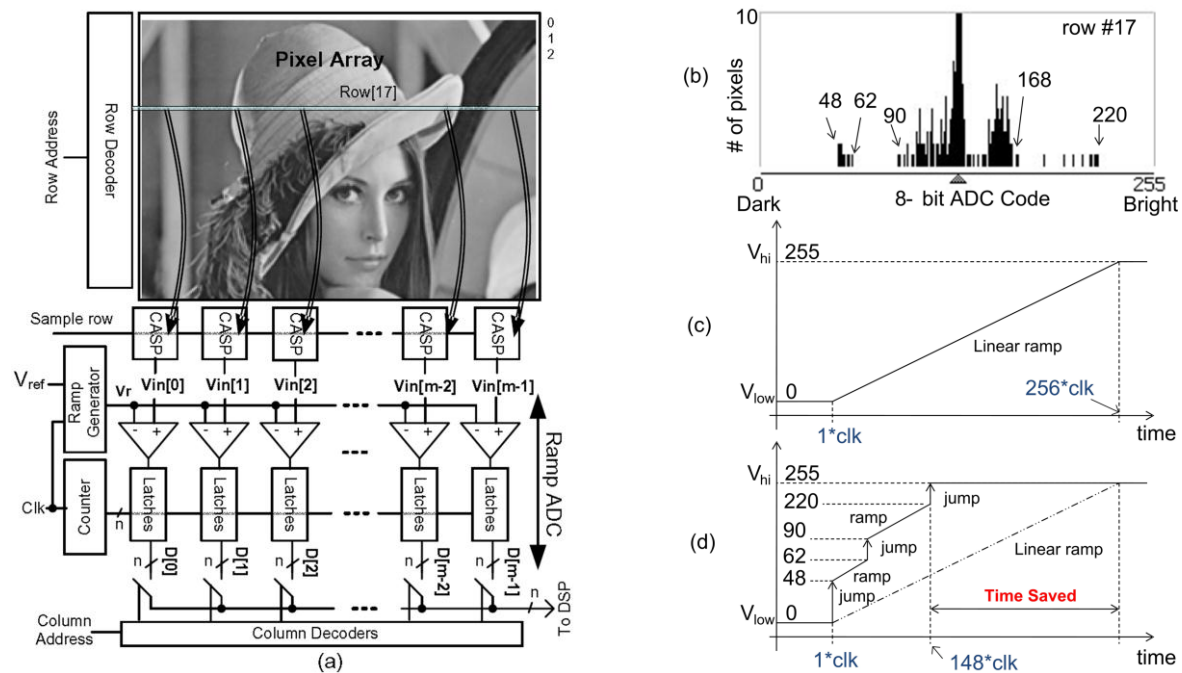 0
1
2
Pixel Array
Row[17]
Row Address
Row Decoder
Sample row
CASP
CASP
CASP
CASP
CASP
Vref
Ramp Generator
Vr
Vin[0]
Vin[1]
Vin[2]
Vin[m-2]
Vin[m-1]
- +
- +
- +
- +
- +
Ramp ADC
Clk
Counter
n
Latches
Latches
Latches
Latches
Latches
n
D[0]
n
D[1]
n
D[2]
n
D[m-2]
n
D[m-1]
n
To DSP
Column Address
Column Decoders
(a)
(b)
# of pixels
10
row #17
48
62
90
168
220
0
255
Dark
8- bit ADC Code
Bright
(c)
Vhi
255
Linear ramp
Vlow
0
256*clk
1*clk
time
(d)
Vhi
255
220
90
62
48
jump
ramp
jump
ramp
jump
Linear ramp
Time Saved
Vlow
0
1*clk
148*clk
time